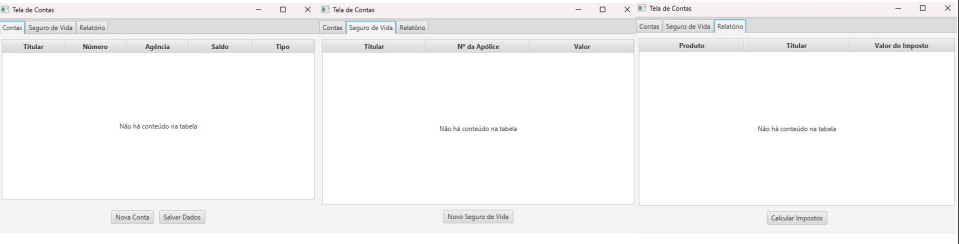 Tela de Contas
Contas Seguro de Vida Relatório
Titular Número Agência Saldo Tipo
Não há conteúdo na tabela
Nova Conta Salvar Dados
Tela de Contas
Contas Seguro de Vida Relatório
Titular Nº da Apólice Valor
Não há conteúdo na tabela
Novo Seguro de Vida
Tela de Contas
Contas Seguro de Vida Relatório
Produto Titular Valor do Imposto
Não há conteúdo na tabela
Calcular Impostos